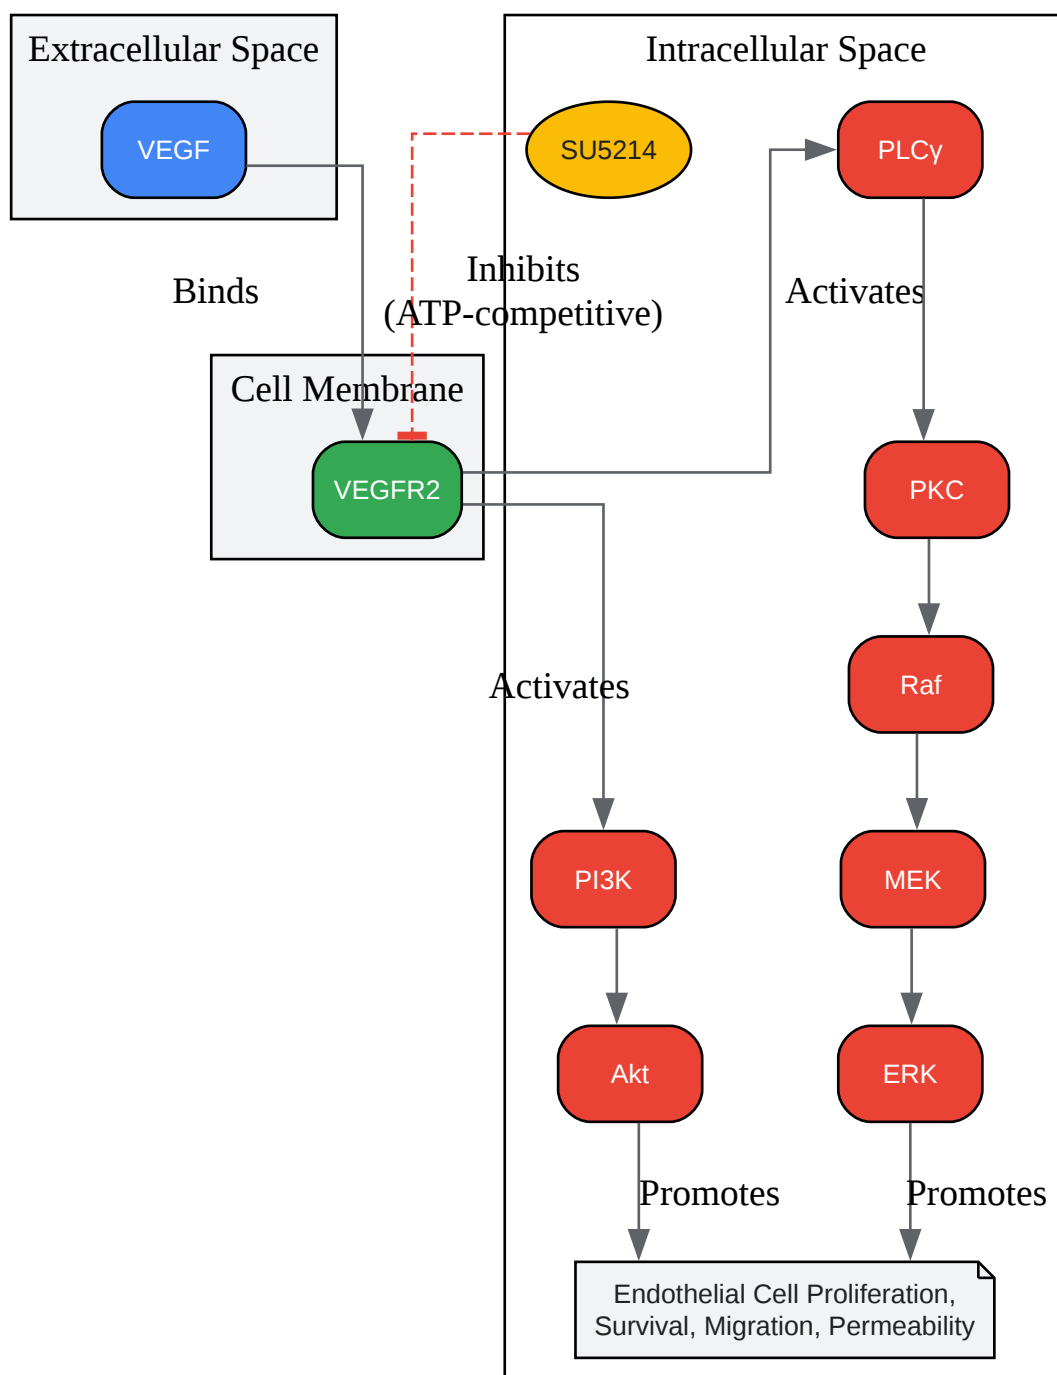 Extracellular Space
Intracellular Space
VEGF
SU5214
PLCγ
Binds
Inhibits
(ATP-competitive)
Activates
Cell Membrane
VEGFR2
PKC
Activates
Raf
PI3K
MEK
Akt
ERK
Promotes
Promotes
Endothelial Cell Proliferation,
Survival, Migration, Permeability